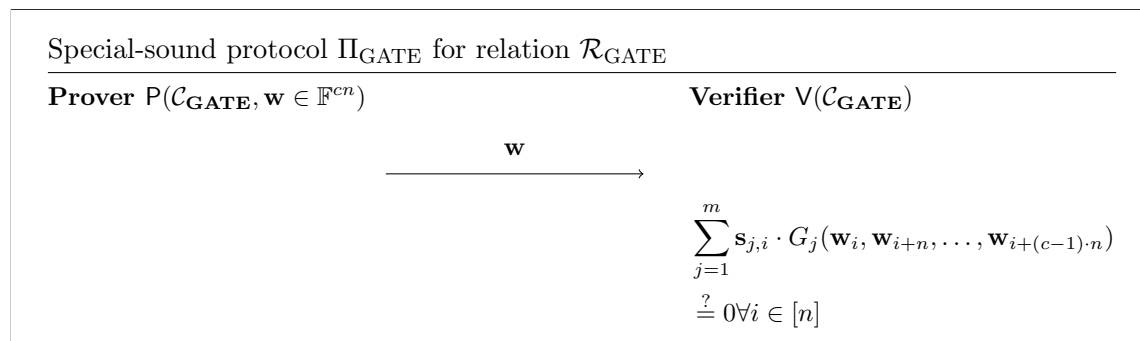 Special-sound protocol Π_GATE for relation ℛ_GATE
Prover P(𝒞_GATE, w ∈ 𝔽^{cn})
Verifier V(𝒞_GATE)
w
∑_{j=1}^{m} s_{j,i} · G_j(w_i, w_{i+n}, . . . , w_{i+(c−1)·n})
≟ 0∀i ∈ [n]